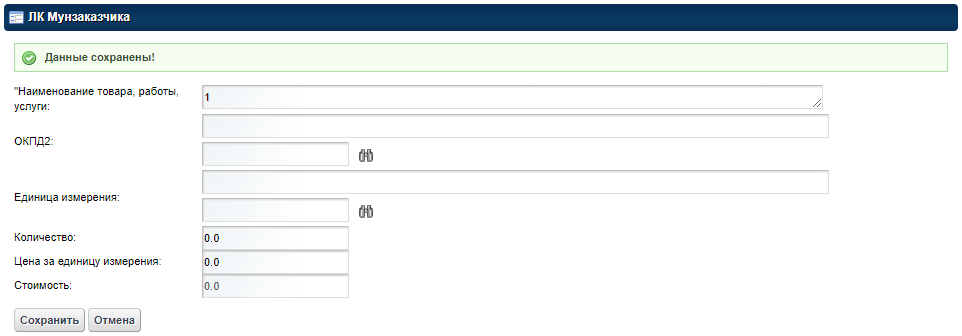 ЛК Мунзаказчика
Данные сохранены!
"Наименование товара, работы,
услуги:
1
ОКПД2:
Единица измерения:
Количество:
0.0
Цена за единицу измерения:
0.0
Стоимость:
0.0
Сохранить Отмена